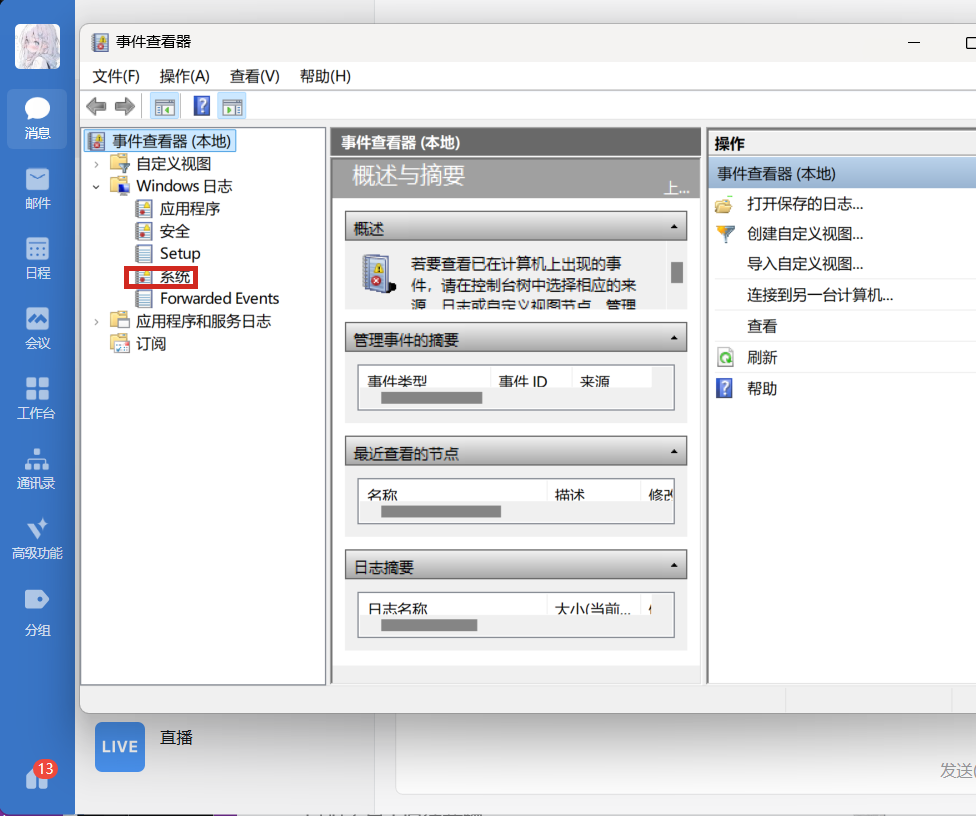 消息
邮件
日程
会议
工作台
通讯录
高级功能
分组
13
事件查看器
文件(F) 操作(A) 查看(V) 帮助(H)
事件查看器 (本地)
自定义视图
Windows 日志
应用程序
安全
Setup
系统
Forwarded Events
应用程序和服务日志
订阅
事件查看器 (本地)
概述与摘要
上...
概述
若要查看已在计算机上出现的事
件，请在控制台树中选择相应的来
源、日志或自定义视图节点。管理
管理事件的摘要
事件类型 事件 ID 来源
最近查看的节点
名称 描述 修改
日志摘要
日志名称 大小(当前...
操作
事件查看器 (本地)
打开保存的日志...
创建自定义视图...
导入自定义视图...
连接到另一台计算机...
查看
刷新
帮助
LIVE
直播
发送(